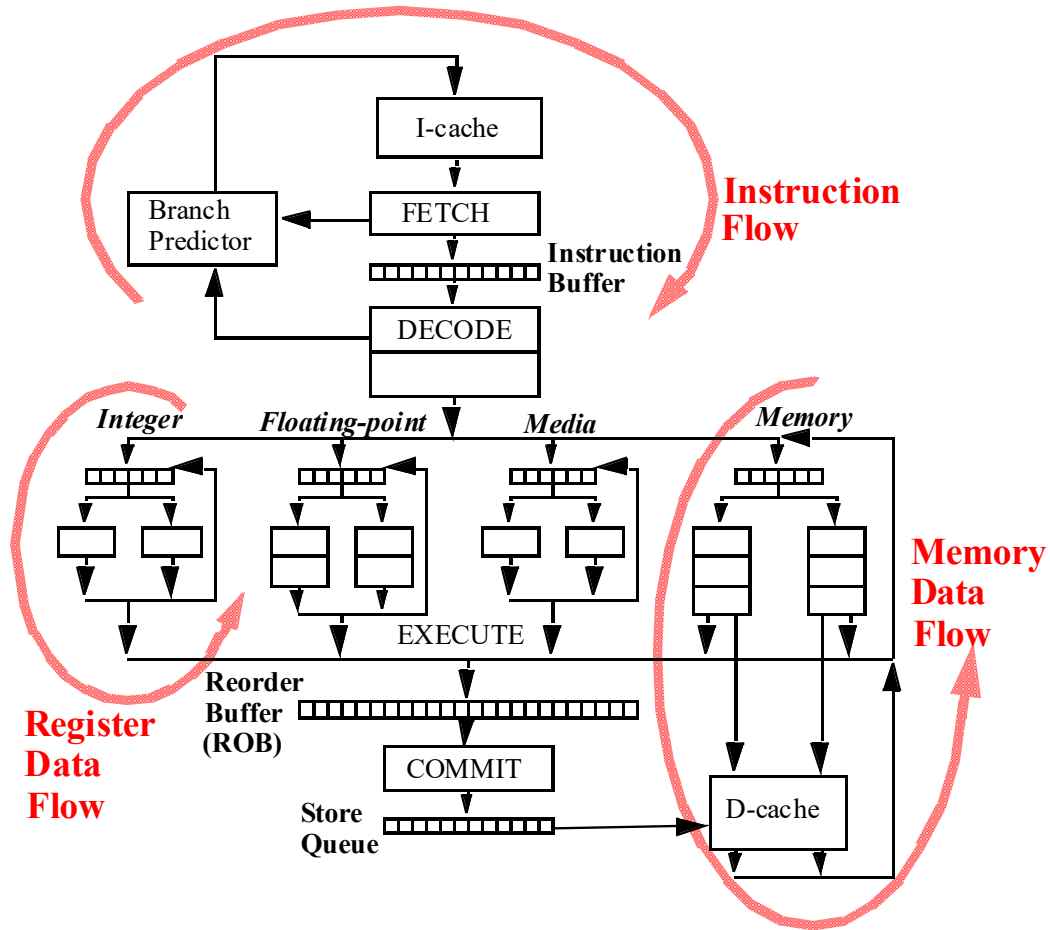 I-cache
Branch
Predictor
FETCH
Instruction
Flow
Instruction
Buffer
DECODE
Integer
Floating-point
Media
Memory
Memory
Data
Flow
EXECUTE
Reorder
Buffer
(ROB)
Register
Data
Flow
COMMIT
Store
Queue
D-cache